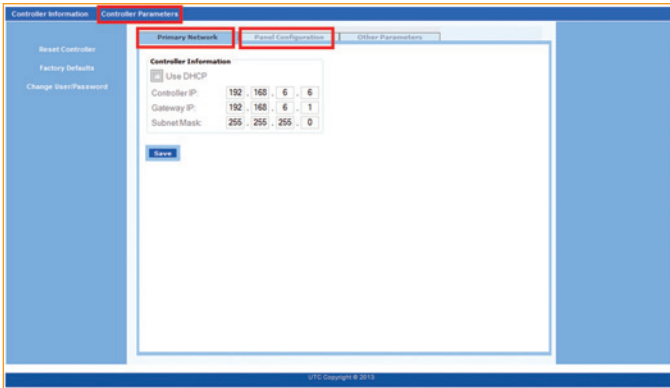 Controller Information Controller Parameters
Primary Network Panel Configuration Other Parameters
Reset Controller
Factory Defaults
Change User/Password
Controller Information
Use DHCP
Controller IP: 192 . 168 . 6 . 6
Gateway IP: 192 . 168 . 6 . 1
Subnet Mask: 255 . 255 . 255 . 0
Save
UTC Copyright © 2013